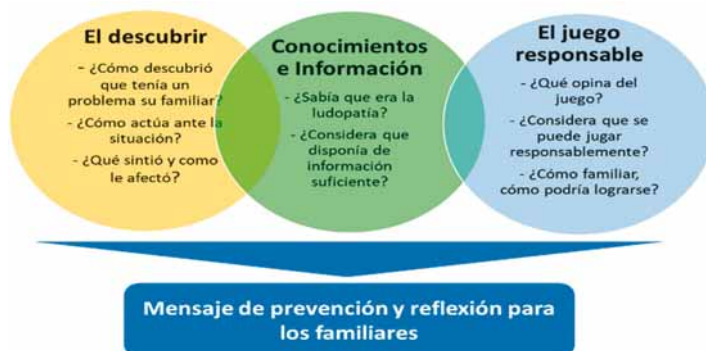 El descubrir
- ¿Cómo descubrió
que tenía un
problema su familiar?
- ¿Cómo actúa ante la
situación?
- ¿Qué sintió y como
le afectó?
Conocimientos
e Información
- ¿Sabía que era la
ludopatía?
- ¿Considera que
disponía de
información
suficiente?
El juego
responsable
- ¿Qué opina del
juego?
- ¿Considera que se
puede jugar
responsablemente?
- ¿Cómo familiar,
cómo podría lograrse?
Mensaje de prevención y reflexión para
los familiares